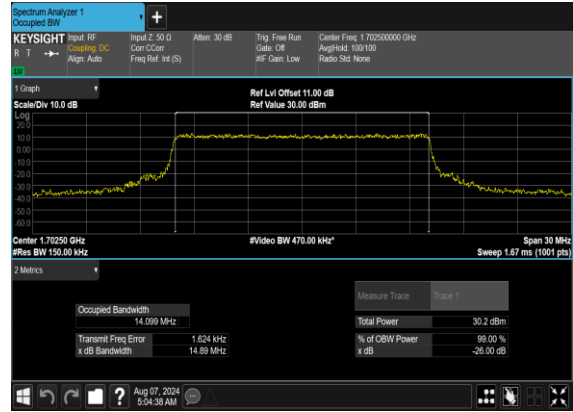 Spectrum Analyzer 1
Occupied BW
KEYSIGHT Input: RF Input Z: 50 Ω Atten: 30 dB Trig: Free Run Center Freq: 1.702500000 GHz
R T Coupling: DC Corr CCorr Gate: Off Avg|Hold: 100/100
Align: Auto Freq Ref: Int (S) #IF Gain: Low Radio Std: None
1 Graph
Ref Lvl Offset 11.00 dB
Scale/Div 10.0 dB Ref Value 30.00 dBm
Log
20.0
10.0
0.00
-10.0
-20.0
-30.0
-40.0
-50.0
-60.0
Center 1.70250 GHz #Video BW 470.00 kHz* Span 30 MHz
#Res BW 150.00 kHz Sweep 1.67 ms (1001 pts)
2 Metrics
Measure Trace Trace 1
Occupied Bandwidth
14.099 MHz Total Power 30.2 dBm
Transmit Freq Error 1.624 kHz % of OBW Power 99.00 %
x dB Bandwidth 14.89 MHz x dB -26.00 dB
? Aug 07, 2024
5:04:38 AM